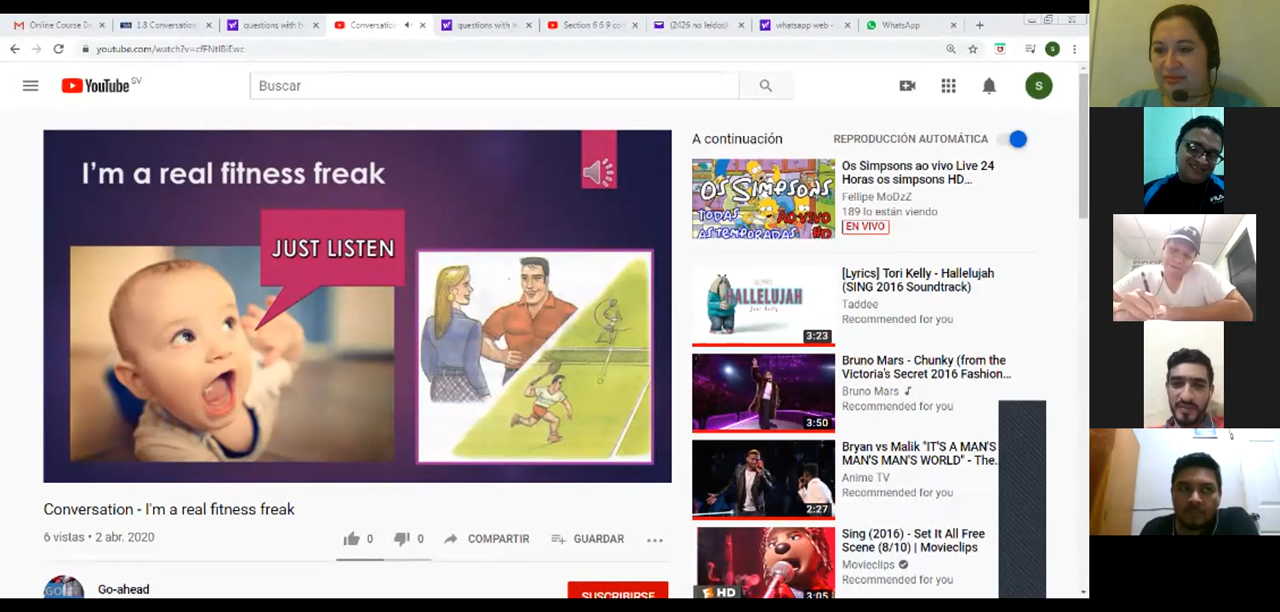 Online Course De
1.8 Conversation
questions with h
Conversation
questions with h
Section 6.6.9 co
(2426 no leídos)
whatsapp web -
WhatsApp
youtube.com/watch?v=cfFNtIBiEwc
YouTube SV
Buscar
S
I'm a real fitness freak
JUST LISTEN
Conversation - I'm a real fitness freak
6 vistas • 2 abr. 2020
0
0
COMPARTIR
GUARDAR
Go-ahead
SUSCRIBIRSE
A continuación
REPRODUCCIÓN AUTOMÁTICA
OS SIMPSONS
TODAS
AS TEMPORADAS
AO VIVO
HD
Os Simpsons ao vivo Live 24
Horas os simpsons HD...
Fellipe MoDzZ
189 lo están viendo
EN VIVO
HALLELUJAH
Tori Kelly
3:23
[Lyrics] Tori Kelly - Hallelujah
(SING 2016 Soundtrack)
Taddee
Recommended for you
3:50
Bruno Mars - Chunky (from the
Victoria's Secret 2016 Fashion...
Bruno Mars
Recommended for you
2:27
Bryan vs Malik "IT'S A MAN'S
MAN'S MAN'S WORLD" - The...
Anime TV
Recommended for you
HD
3:05
Sing (2016) - Set It All Free
Scene (8/10) | Movieclips
Movieclips
Recommended for you
FILA